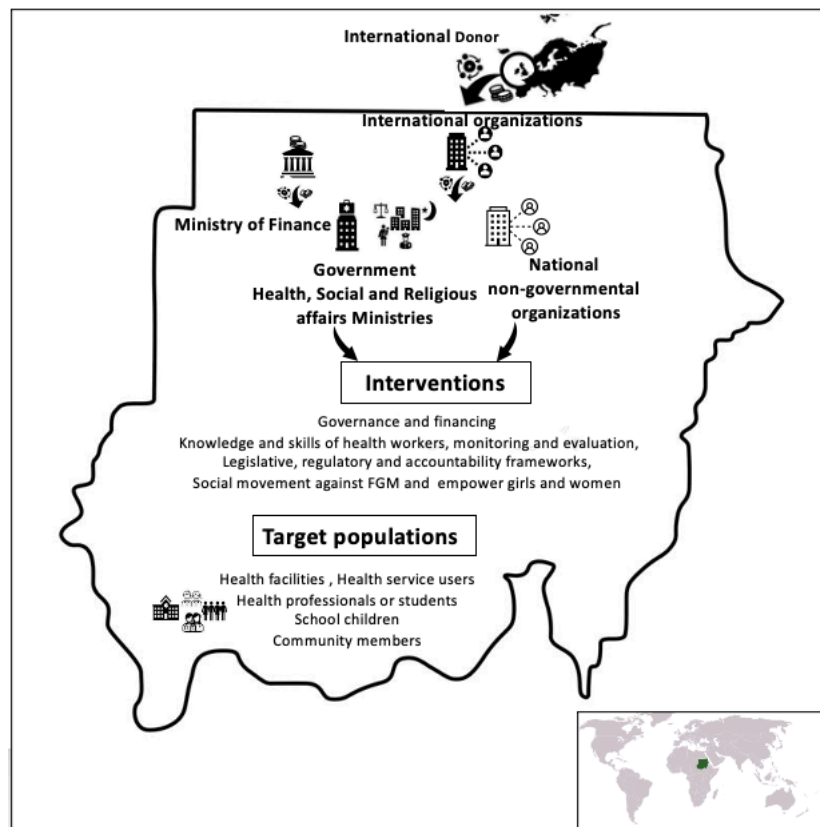 International Donor
International organizations
Ministry of Finance
Government
Health, Social and Religious
affairs Ministries
National
non-governmental
organizations
Interventions
Governance and financing
Knowledge and skills of health workers, monitoring and evaluation,
Legislative, regulatory and accountability frameworks,
Social movement against FGM and empower girls and women
Target populations
Health facilities , Health service users
Health professionals or students
School children
Community members